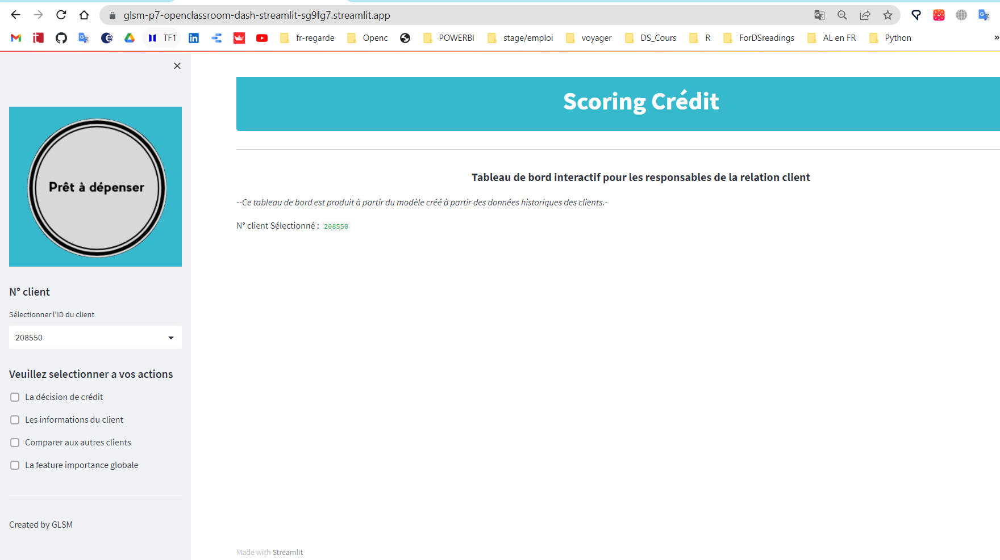 glsm-p7-openclassroom-dash-streamlit-sg9fg7.streamlit.app
TF1 fr-regarde Openc POWERBI stage/emploi voyager DS_Cours R ForDSreadings AL en FR Python »
Prêt à dépenser
N° client
Sélectionner l'ID du client
208550
Veuillez selectionner a vos actions
La décision de crédit
Les informations du client
Comparer aux autres clients
La feature importance globale
Created by GLSM
Scoring Crédit
Tableau de bord interactif pour les responsables de la relation client
--Ce tableau de bord est produit à partir du modèle créé à partir des données historiques des clients.-
N° client Sélectionné : 208550
Made with Streamlit